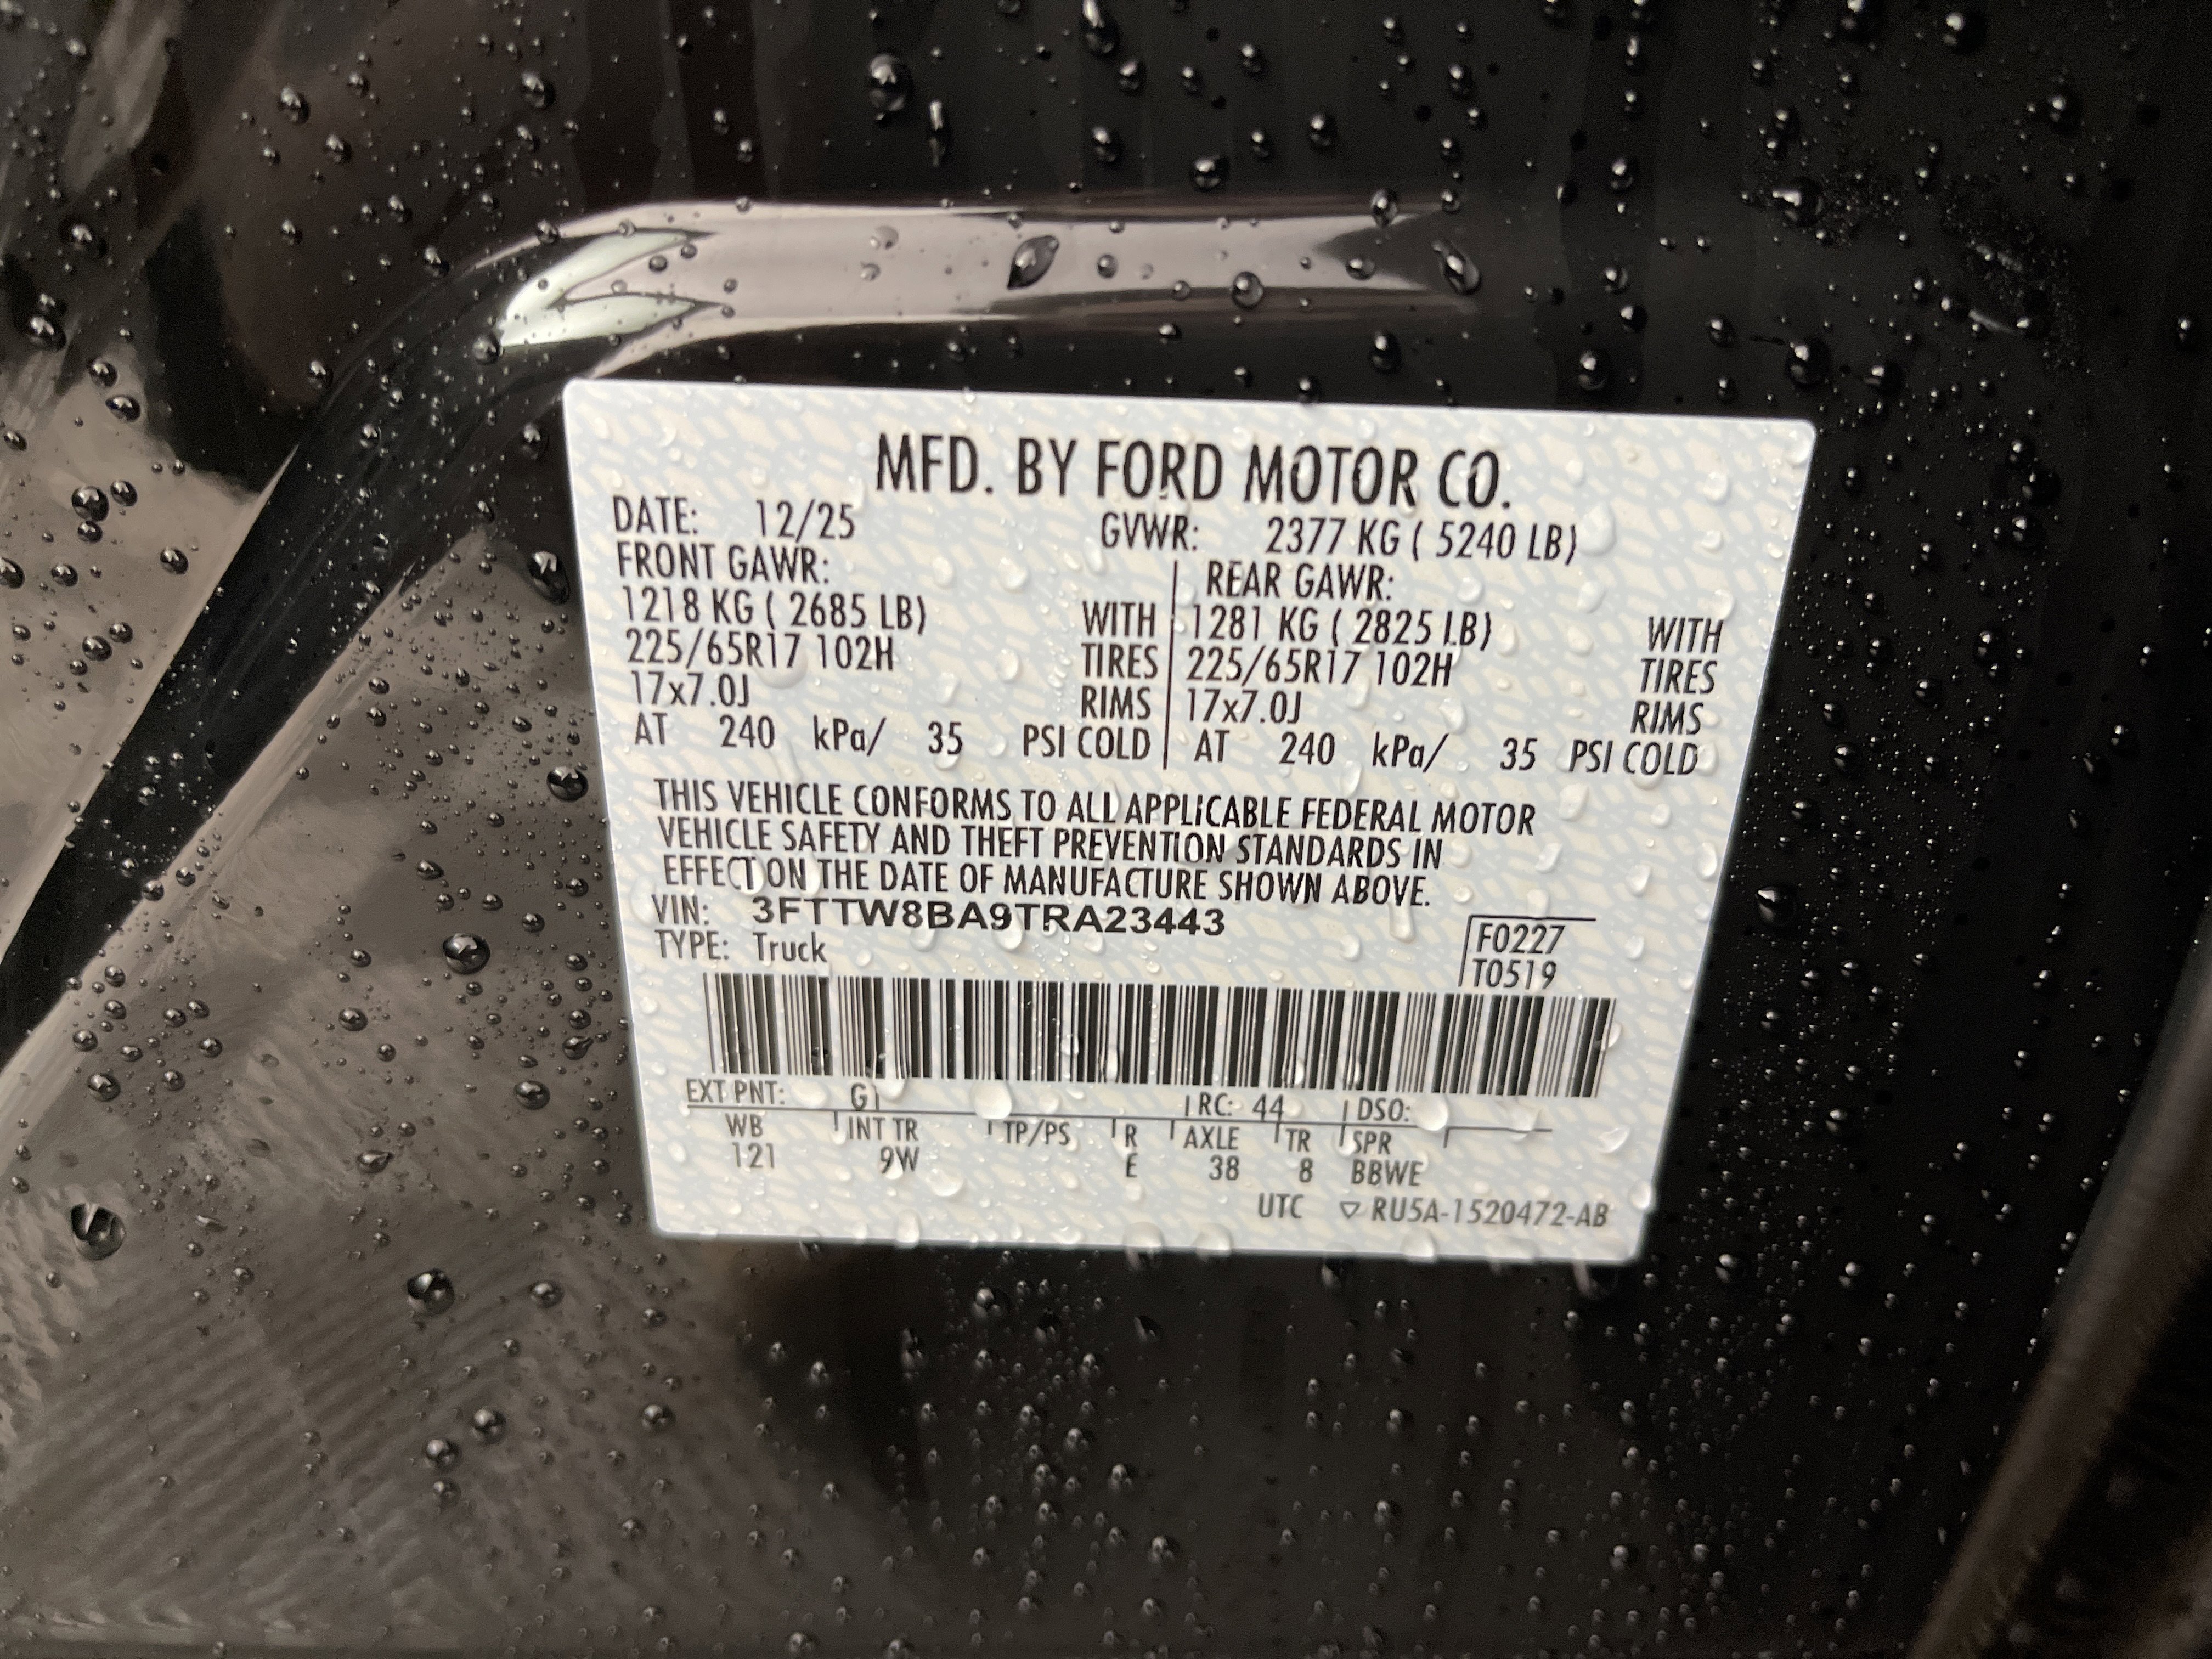 MFD. BY FORD MOTOR CO.
DATE: 12/25 GVWR: 2377 KG ( 5240 LB)
FRONT GAWR: REAR GAWR:
1218 KG ( 2685 LB) WITH 1281 KG ( 2825 LB) WITH
225/65R17 102H TIRES 225/65R17 102H TIRES
17x7.0J RIMS 17x7.0J RIMS
AT 240 kPa/ 35 PSI COLD AT 240 kPa/ 35 PSI COLD
THIS VEHICLE CONFORMS TO ALL APPLICABLE FEDERAL MOTOR
VEHICLE SAFETY AND THEFT PREVENTION STANDARDS IN
EFFECT ON THE DATE OF MANUFACTURE SHOWN ABOVE.
VIN: 3FTTW8BA9TRA23443
TYPE: Truck
F0227
T0519
EXT PNT: G1 RC: 44 DSO:
WB INT TR TP/PS R AXLE TR SPR
121 9W E 38 8 BBWE
UTC ▽ RU5A-1520472-AB